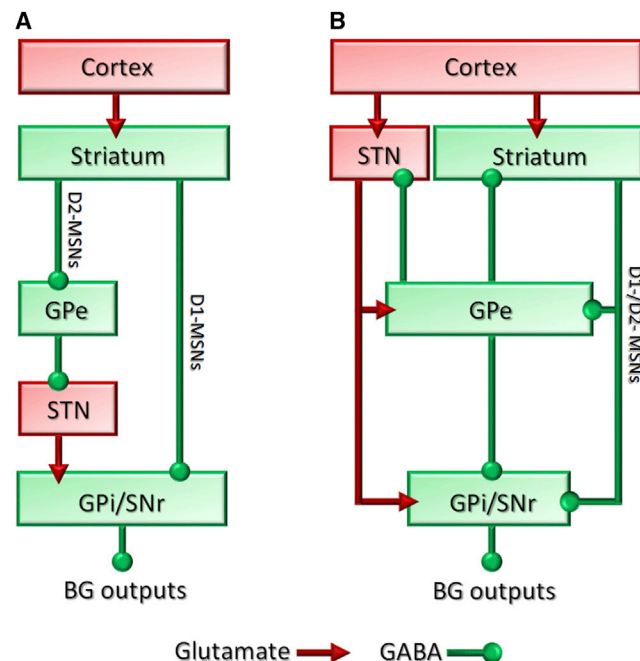 A
Cortex
Striatum
D2-MSNs
D1-MSNs
GPe
STN
GPi/SNr
BG outputs
B
Cortex
STN
Striatum
GPe
D1-/D2- MSNs
GPi/SNr
BG outputs
Glutamate
GABA